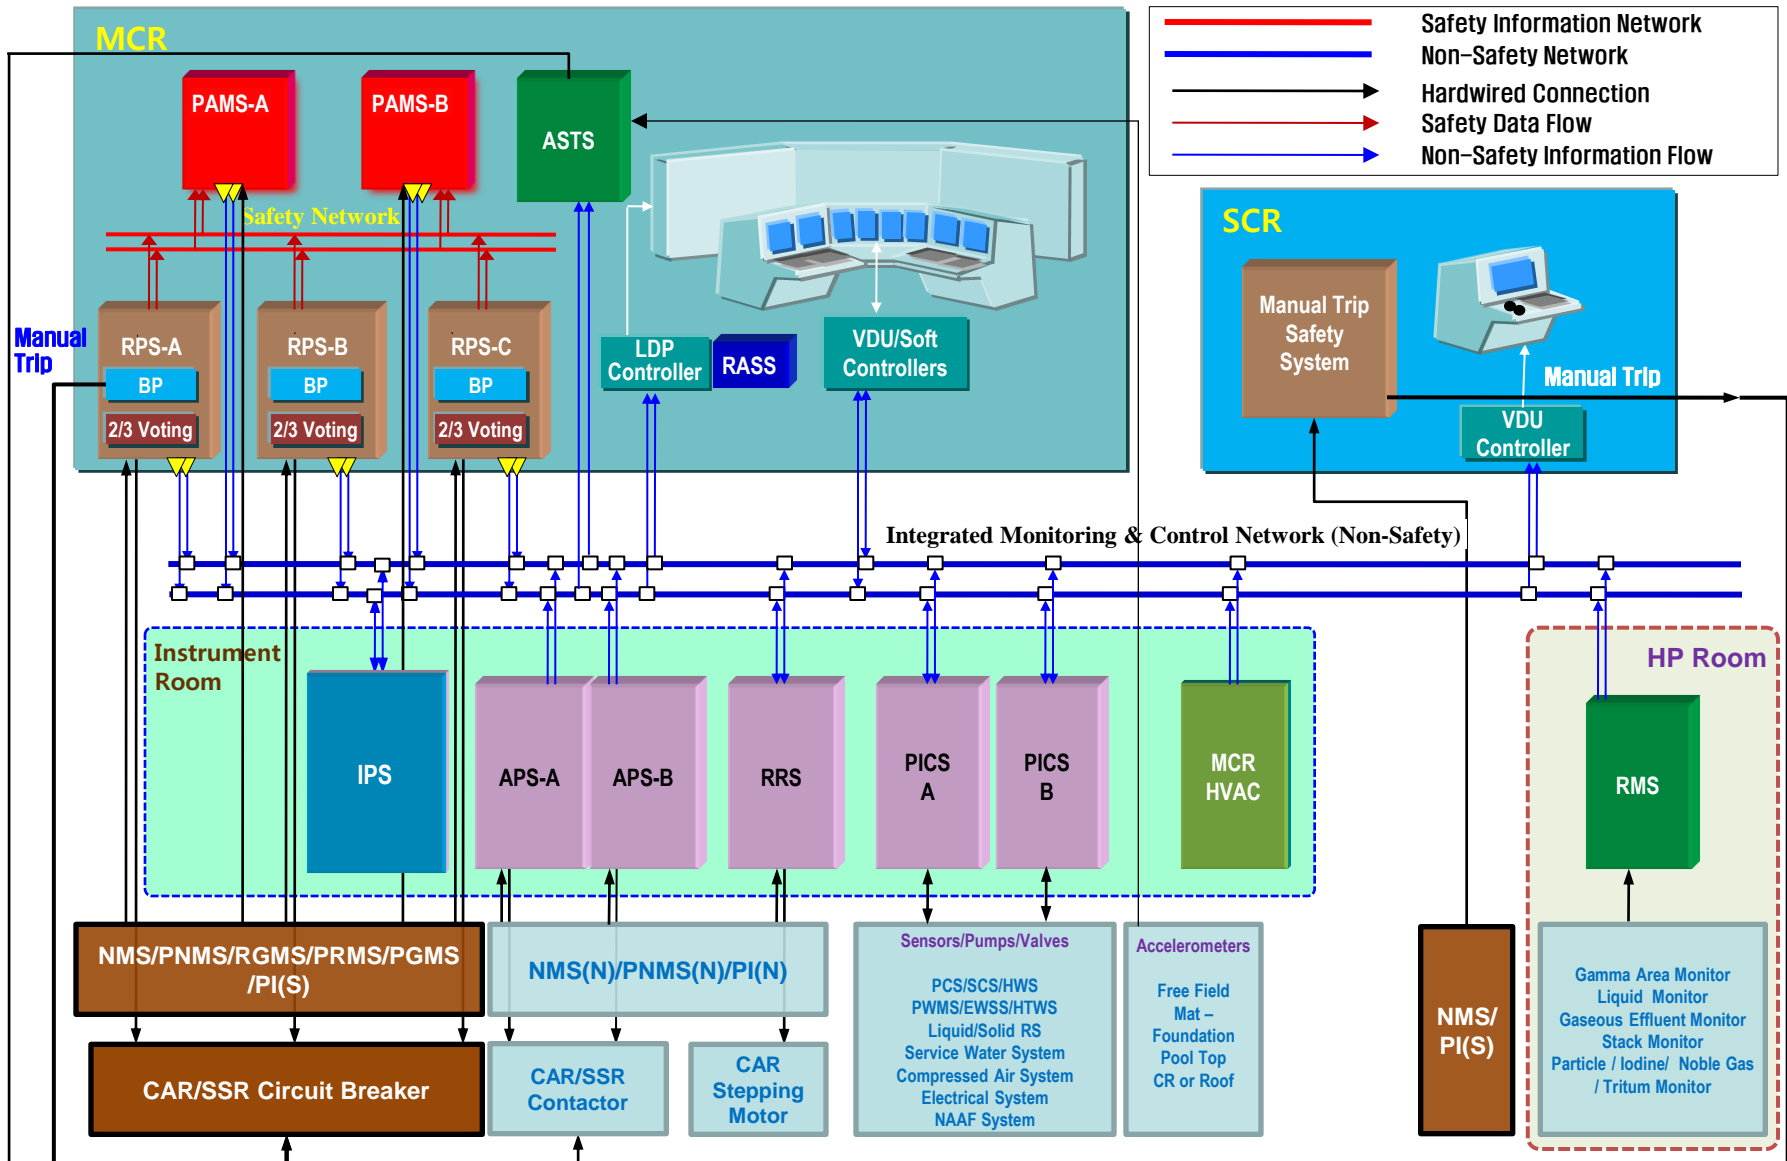 MCR
Safety Information Network
Non-Safety Network
Hardwired Connection
Safety Data Flow
Non-Safety Information Flow
PAMS-A
PAMS-B
ASTS
Safety Network
SCR
Manual
Trip
RPS-A
BP
2/3 Voting
RPS-B
BP
2/3 Voting
RPS-C
BP
2/3 Voting
LDP
Controller
RASS
VDU/Soft
Controllers
Manual Trip
Safety
System
Manual Trip
VDU
Controller
Integrated Monitoring & Control Network (Non-Safety)
Instrument
Room
HP Room
IPS
APS-A
APS-B
RRS
PICS
A
PICS
B
MCR
HVAC
RMS
NMS/PNMS/RGMS/PRMS/PGMS
/PI(S)
NMS(N)/PNMS(N)/PI(N)
Sensors/Pumps/Valves
PCS/SCS/HWS
PWMS/EWSS/HTWS
Liquid/Solid RS
Service Water System
Compressed Air System
Electrical System
NAAF System
Accelerometers
Free Field
Mat –
Foundation
Pool Top
CR or Roof
NMS/
PI(S)
Gamma Area Monitor
Liquid Monitor
Gaseous Effluent Monitor
Stack Monitor
Particle / Iodine/ Noble Gas
/ Tritum Monitor
CAR/SSR Circuit Breaker
CAR/SSR
Contactor
CAR
Stepping
Motor